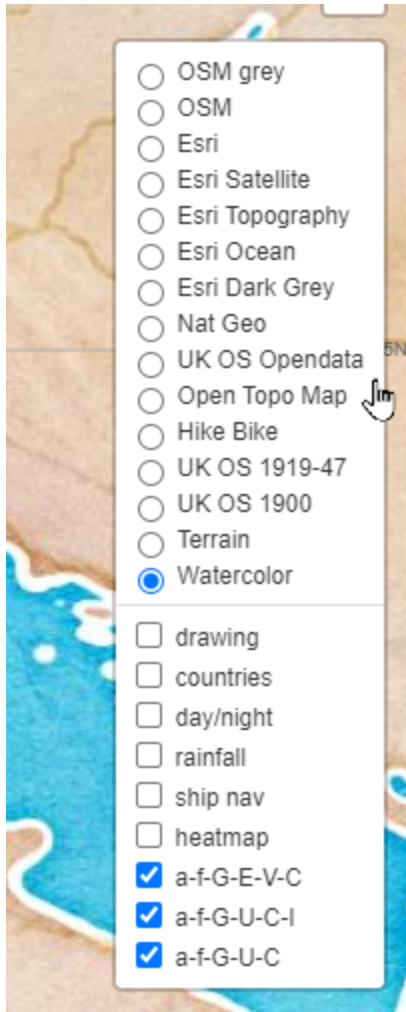 OSM grey
OSM
Esri
Esri Satellite
Esri Topography
Esri Ocean
Esri Dark Grey
Nat Geo
UK OS Opendata
5N
Open Topo Map
Hike Bike
UK OS 1919-47
UK OS 1900
Terrain
Watercolor
drawing
countries
day/night
rainfall
ship nav
heatmap
a-f-G-E-V-C
a-f-G-U-C-I
a-f-G-U-C